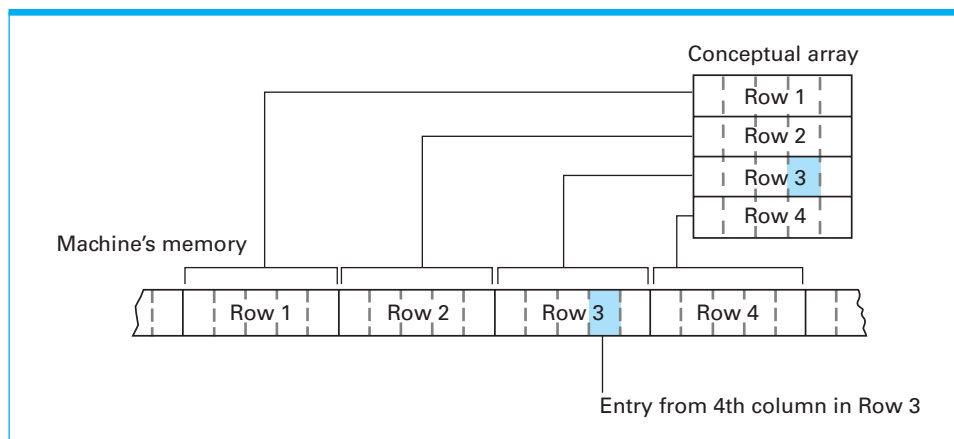 Conceptual array
Row 1
Row 2
Row 3
Row 4
Machine’s memory
Row 1
Row 2
Row 3
Row 4
Entry from 4th column in Row 3